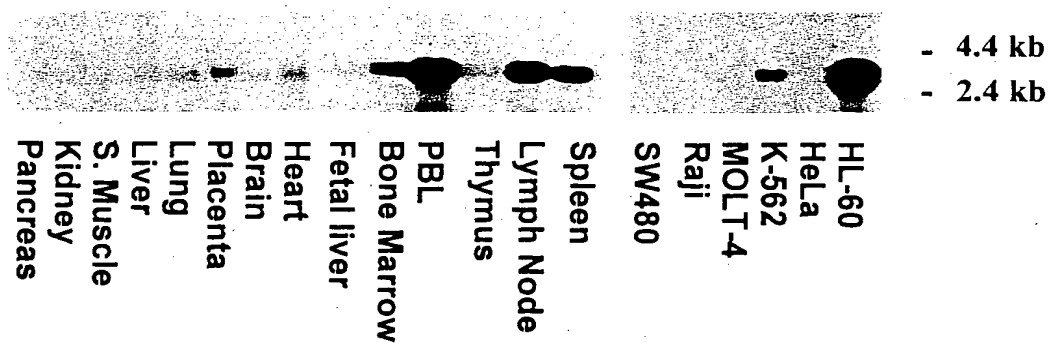 - 4.4 kb
- 2.4 kb
Pancreas
Kidney
S. Muscle
Liver
Lung
Placenta
Brain
Heart
Fetal liver
Bone Marrow
PBL
Thymus
Lymph Node
Spleen
SW480
Raji
MOLT-4
K-562
HeLa
HL-60